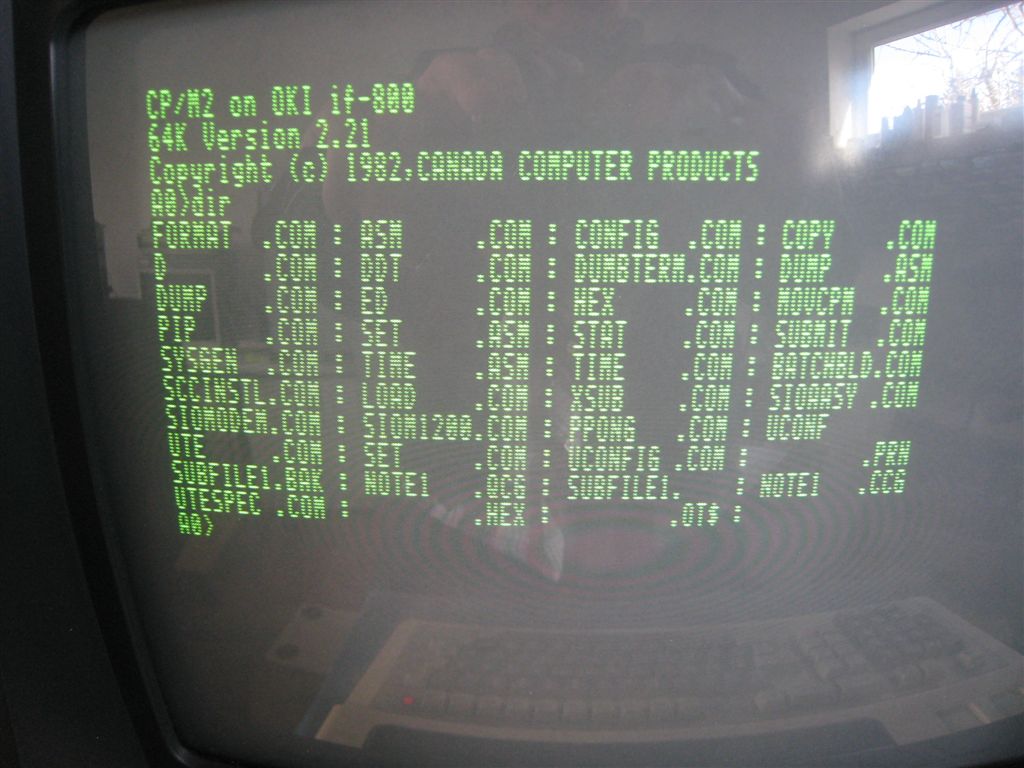 CP/M2 on OKI if-800
64K Version 2.21
Copyright (c) 1982,CANADA COMPUTER PRODUCTS
A0>dir
FORMAT .COM : ASM .COM : CONFIG .COM : COPY .COM
D .COM : DDT .COM : DUMBTERM.COM : DUMP .ASM
DUMP .COM : ED .COM : HEX .COM : MOVCPM .COM
PIP .COM : SET .ASM : STAT .COM : SUBMIT .COM
SYSGEN .COM : TIME .ASM : TIME .COM : BATCHBLD.COM
SCCINSTL.COM : LOAD .COM : XSUB .COM : SIOHASY .COM
SIOMODEM.COM : SIOM1200.COM : PPONG .COM : UCONF
UTE .COM : SET .COM : UCONFIG .COM : .PRN
SUBFILE1.BAK : NOTE1 : SUBFILE1. : NOTE1 .CCG
UTESPEC .COM : .HEX : .OT$ :
A0>